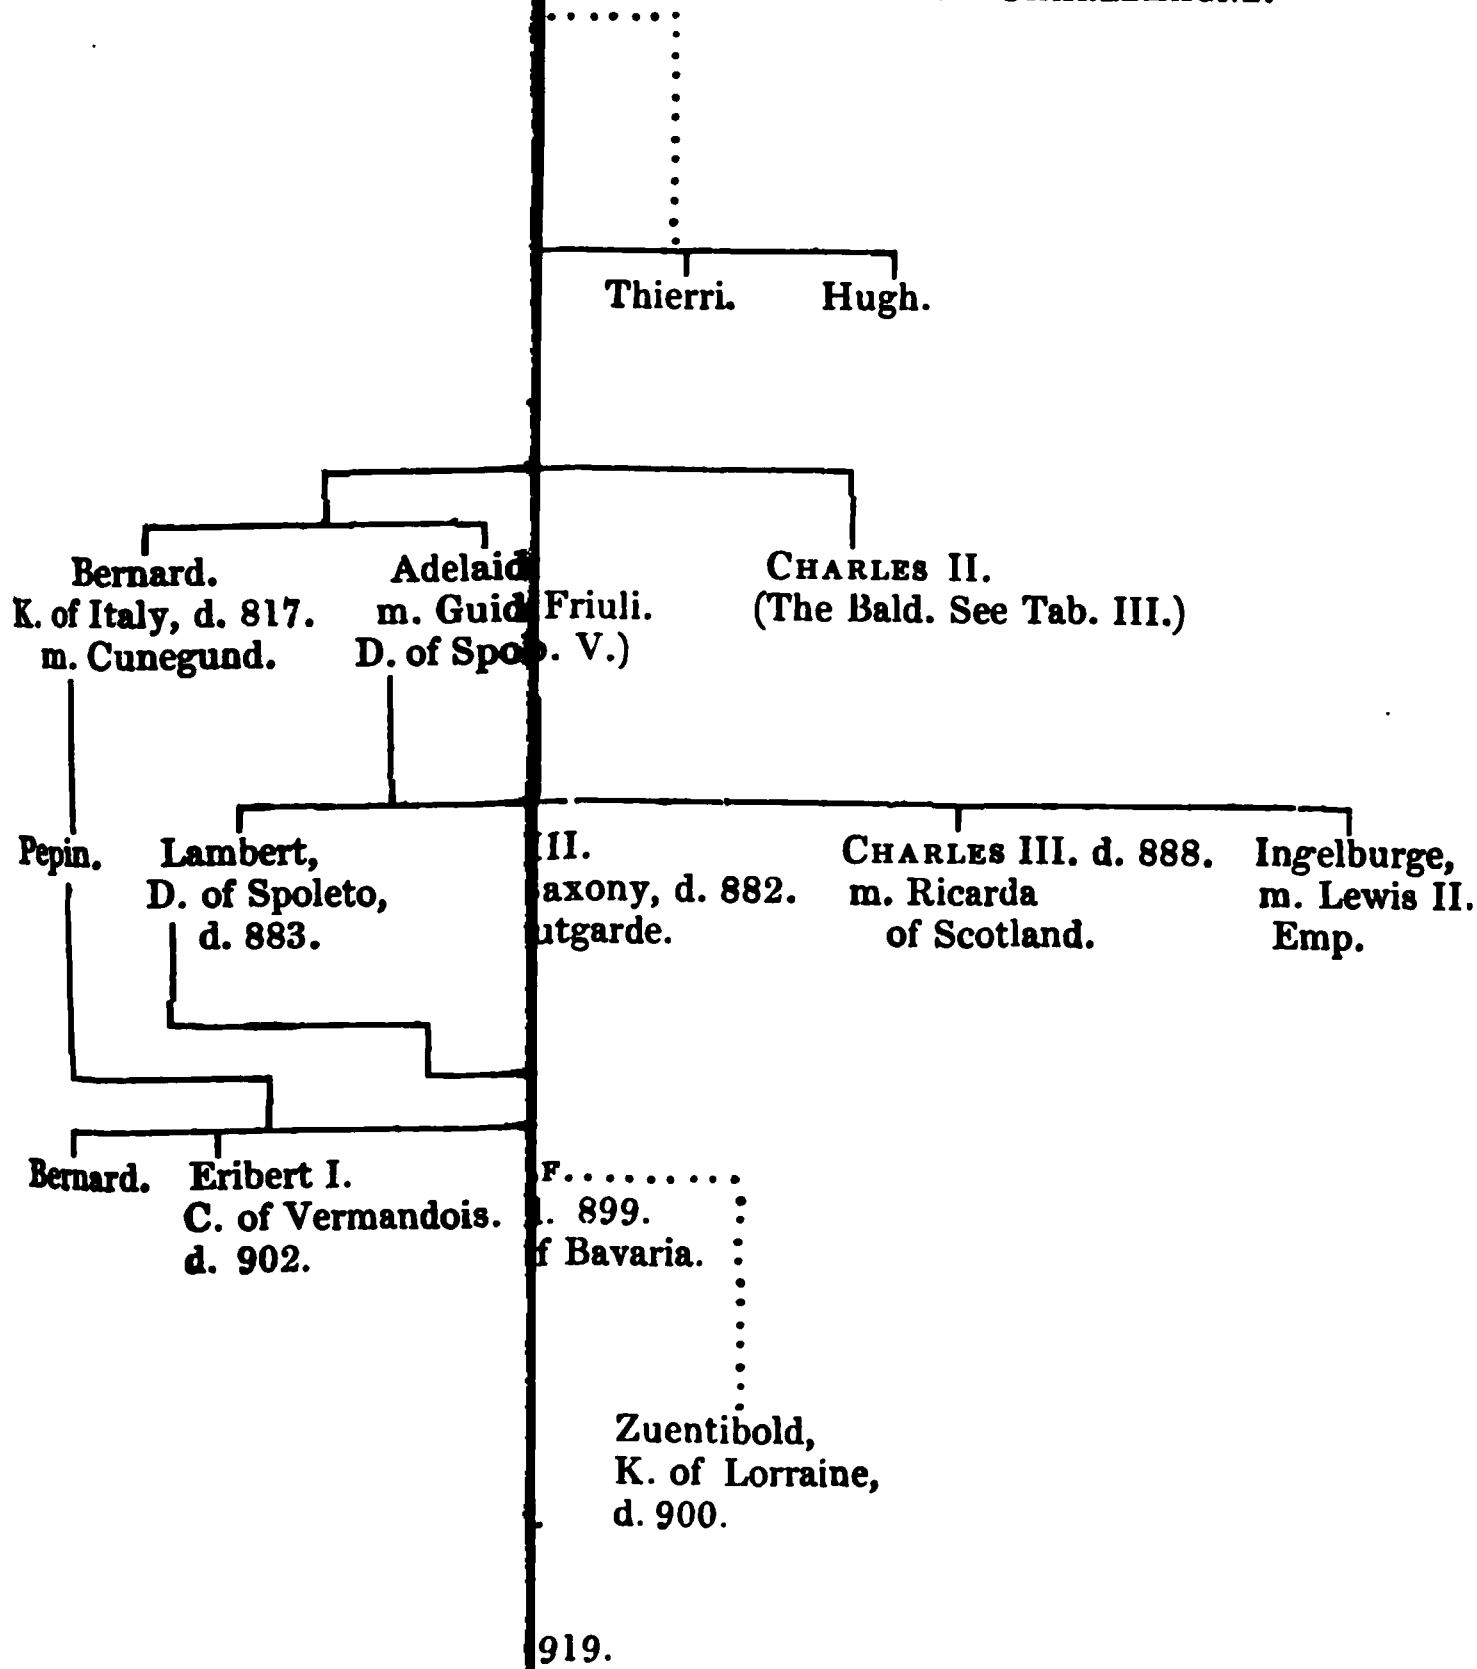 Thierri. Hugh.
Bernard.
K. of Italy, d. 817.
m. Cunegund.
Adelaid
m. Guid
D. of Spo
Friuli.
. V.)
CHARLES II.
(The Bald. See Tab. III.)
Pepin.
Lambert,
D. of Spoleto,
d. 883.
II.
axony, d. 882.
utgarde.
CHARLES III. d. 888.
m. Ricarda
of Scotland.
Ingelburge,
m. Lewis II.
Emp.
Bernard.
Eribert I.
C. of Vermandois.
d. 902.
F.........
. 899.
f Bavaria.
Zuentibold,
K. of Lorraine,
d. 900.
919.